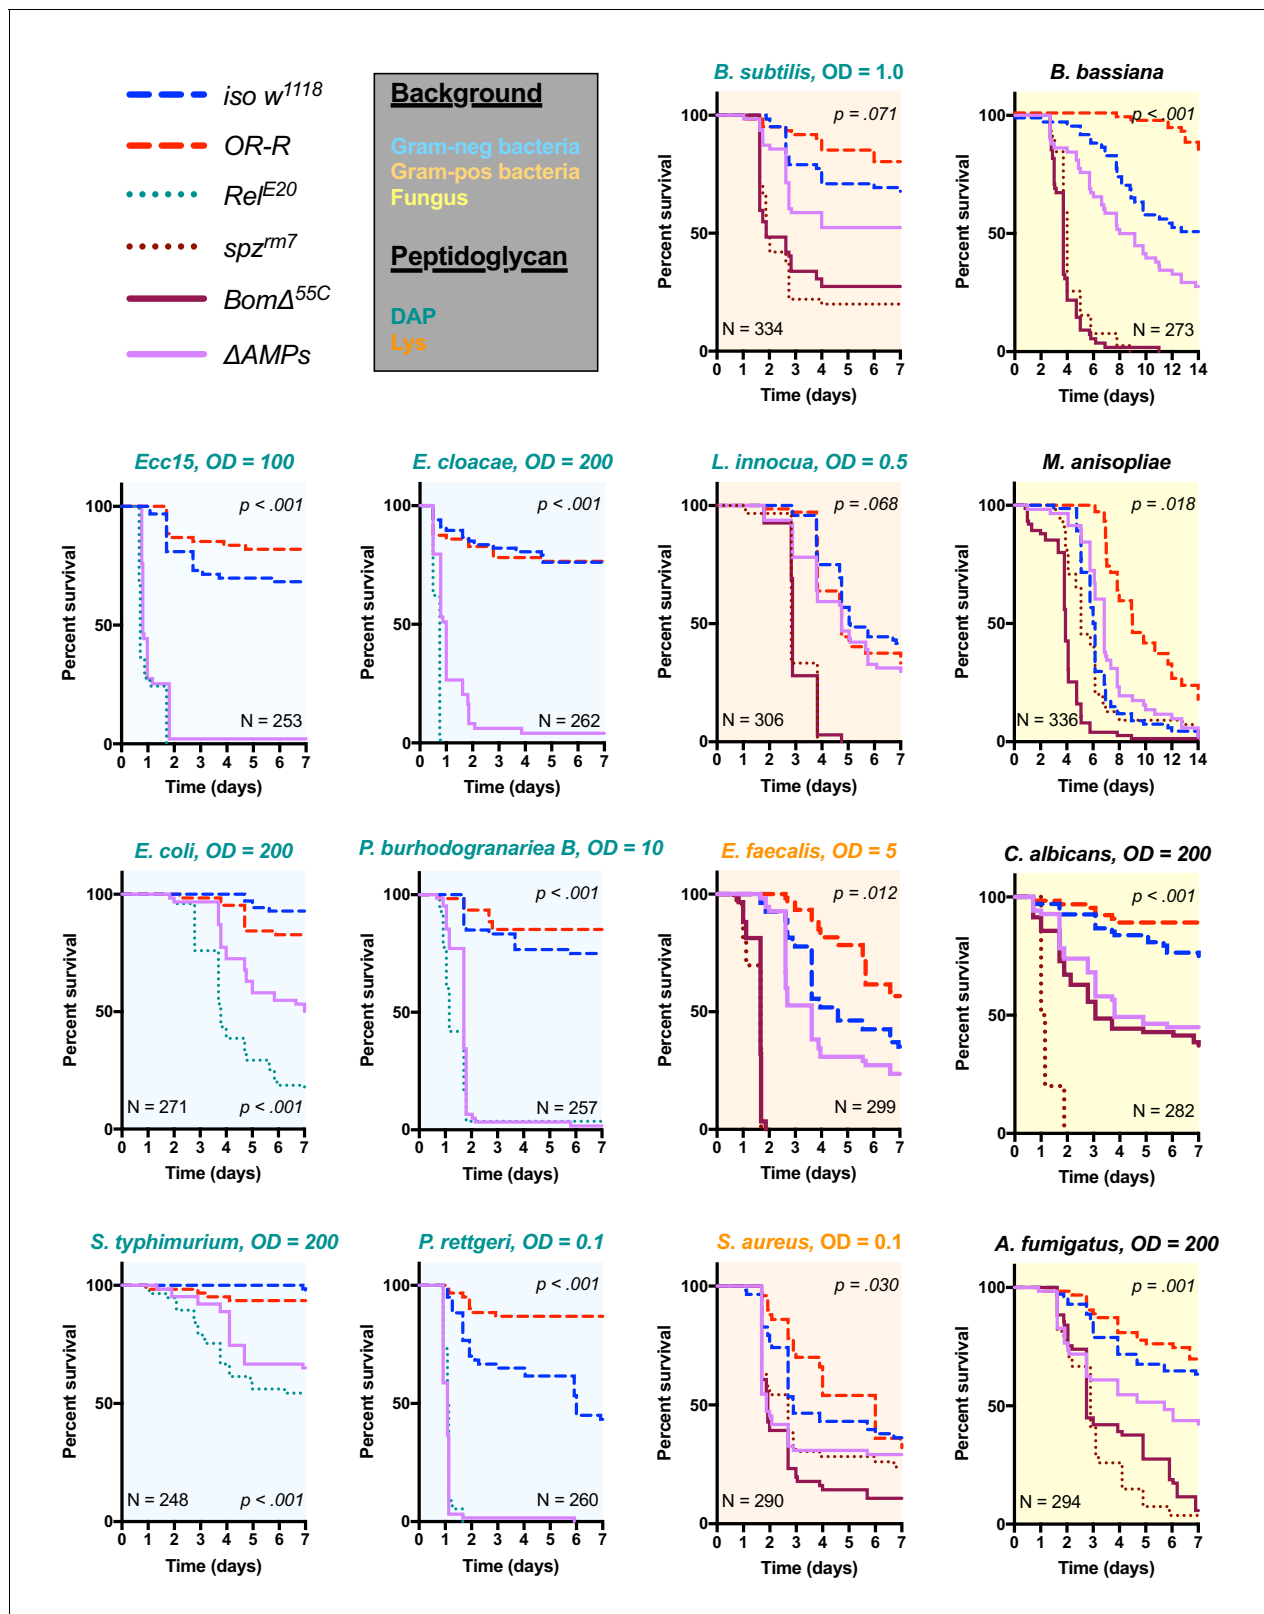 iso w1118
OR-R
RelE20
spzrm7
BomΔ55C
ΔAMPs
Background
Gram-neg bacteria
Gram-pos bacteria
Fungus
Peptidoglycan
DAP
Lys
B. subtilis, OD = 1.0
Percent survival
100
50
0
p = .071
N = 334
0 1 2 3 4 5 6 7
Time (days)
B. bassiana
Percent survival
100
50
0
p < .001
N = 273
0 2 4 6 8 10 12 14
Time (days)
Ecc15, OD = 100
Percent survival
100
50
0
p < .001
N = 253
0 1 2 3 4 5 6 7
Time (days)
E. cloacae, OD = 200
Percent survival
100
50
0
p < .001
N = 262
0 1 2 3 4 5 6 7
Time (days)
L. innocua, OD = 0.5
Percent survival
100
50
0
p = .068
N = 306
0 1 2 3 4 5 6 7
Time (days)
M. anisopliae
Percent survival
100
50
0
p = .018
N = 336
0 2 4 6 8 10 12 14
Time (days)
E. coli, OD = 200
Percent survival
100
50
0
N = 271
p < .001
0 1 2 3 4 5 6 7
Time (days)
P. burhodogranariea B, OD = 10
Percent survival
100
50
0
p < .001
N = 257
0 1 2 3 4 5 6 7
Time (days)
E. faecalis, OD = 5
Percent survival
100
50
0
p = .012
N = 299
0 1 2 3 4 5 6 7
Time (days)
C. albicans, OD = 200
Percent survival
100
50
0
p < .001
N = 282
0 1 2 3 4 5 6 7
Time (days)
S. typhimurium, OD = 200
Percent survival
100
50
0
N = 248
p < .001
0 1 2 3 4 5 6 7
Time (days)
P. rettgeri, OD = 0.1
Percent survival
100
50
0
p < .001
N = 260
0 1 2 3 4 5 6 7
Time (days)
S. aureus, OD = 0.1
Percent survival
100
50
0
p = .030
N = 290
0 1 2 3 4 5 6 7
Time (days)
A. fumigatus, OD = 200
Percent survival
100
50
0
p = .001
N = 294
0 1 2 3 4 5 6 7
Time (days)